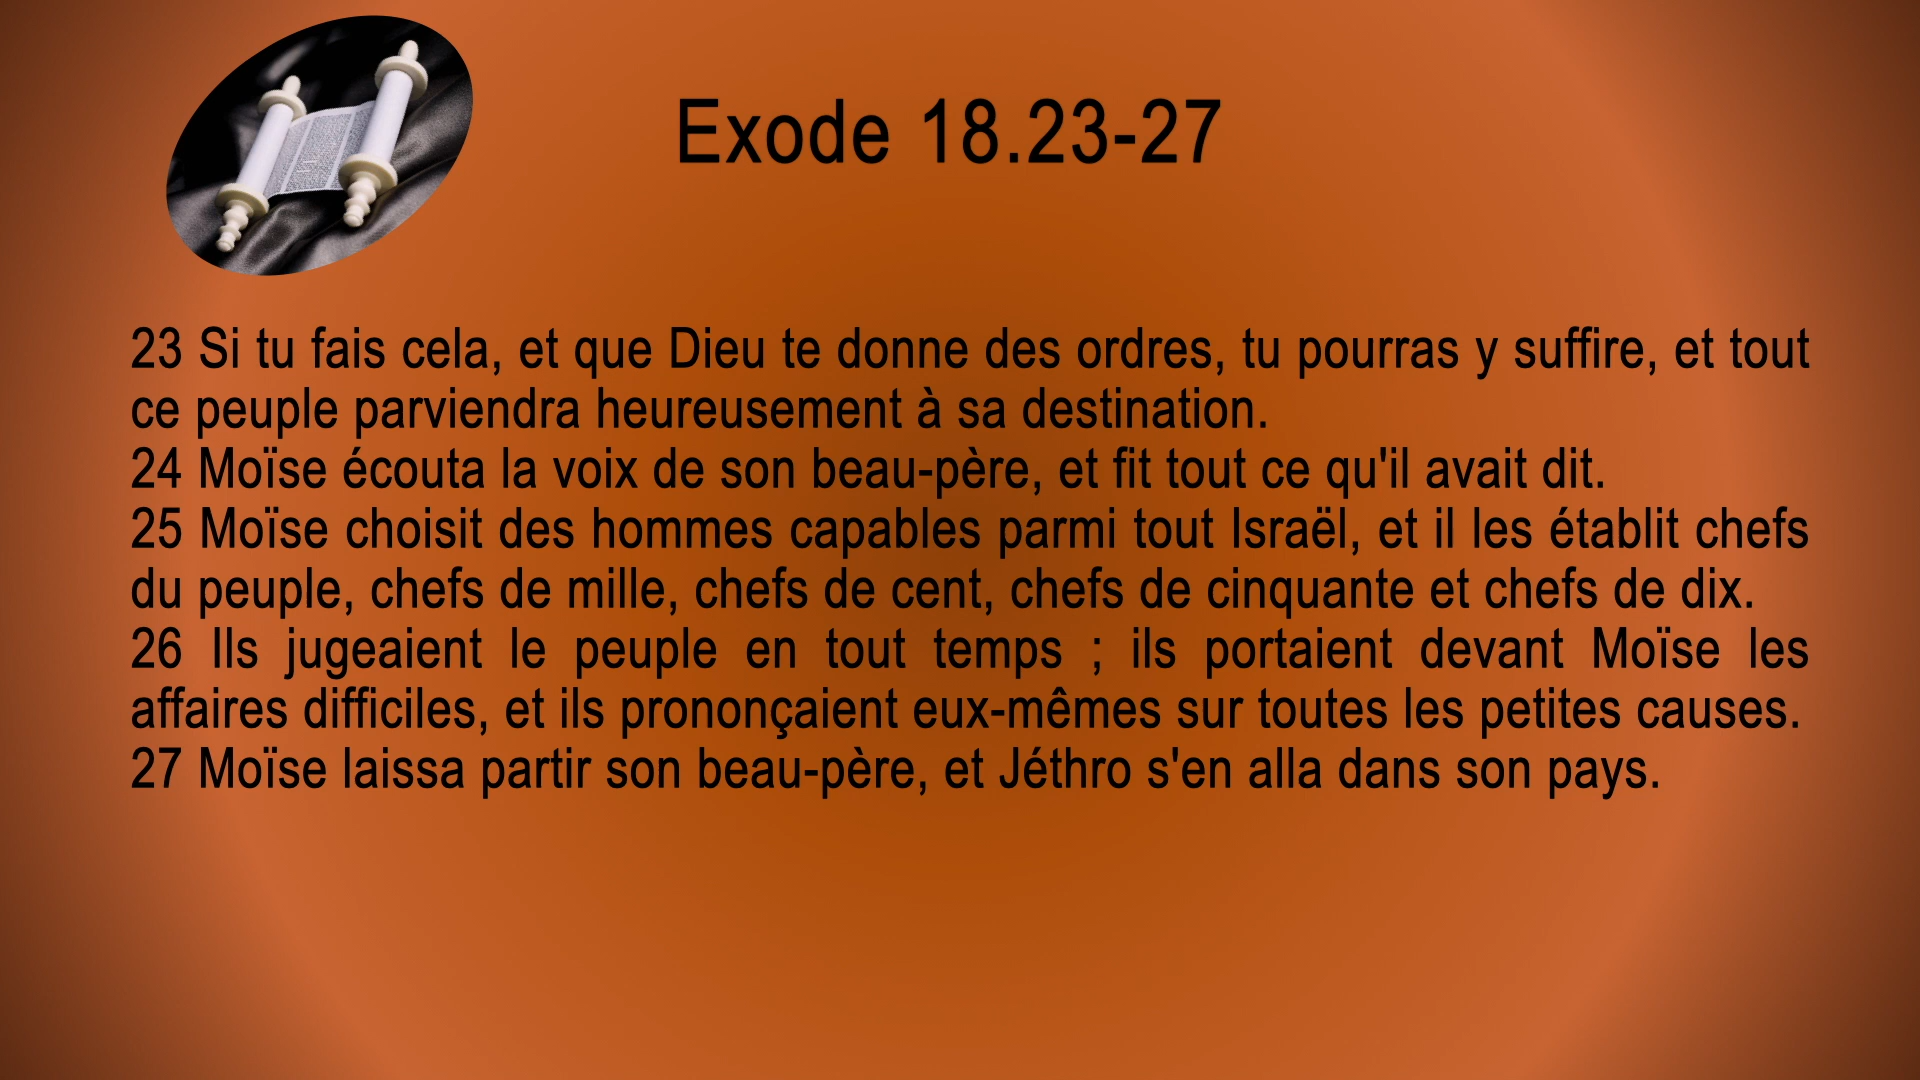 Exode 18.23-27
23 Si tu fais cela, et que Dieu te donne des ordres, tu pourras y suffire, et tout
ce peuple parviendra heureusement à sa destination.
24 Moïse écouta la voix de son beau-père, et fit tout ce qu'il avait dit.
25 Moïse choisit des hommes capables parmi tout Israël, et il les établit chefs
du peuple, chefs de mille, chefs de cent, chefs de cinquante et chefs de dix.
26 Ils jugeaient le peuple en tout temps ; ils portaient devant Moïse les
affaires difficiles, et ils prononçaient eux-mêmes sur toutes les petites causes.
27 Moïse laissa partir son beau-père, et Jéthro s'en alla dans son pays.